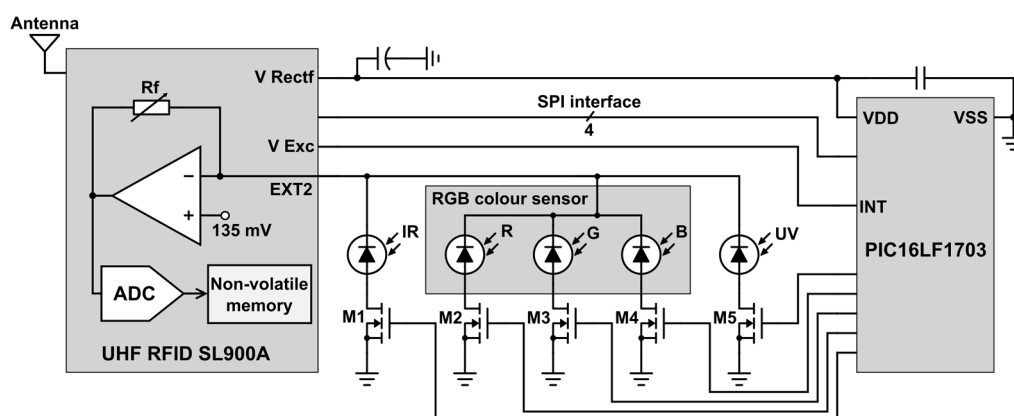 Antenna
V Rectf
Rf
SPI interface
4
VDD
VSS
V Exc
EXT2
−
+
135 mV
RGB colour sensor
INT
IR
R
G
B
UV
PIC16LF1703
ADC
Non-volatile
memory
M1
M2
M3
M4
M5
UHF RFID SL900A